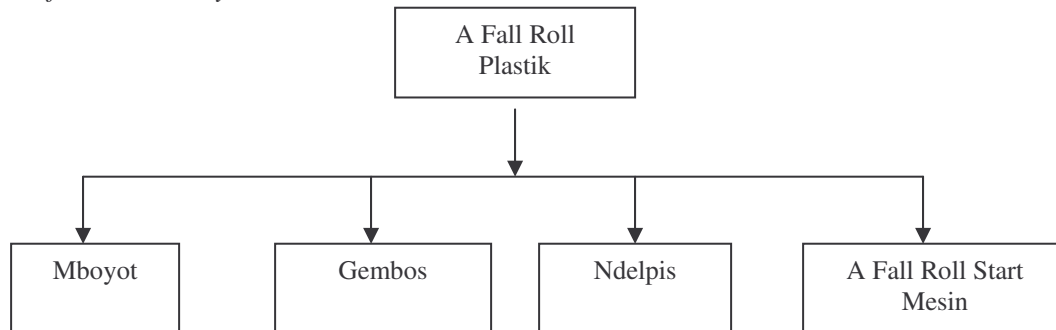 A Fall Roll
Plastik
Mboyot
Gembos
Ndelpis
A Fall Roll Start
Mesin